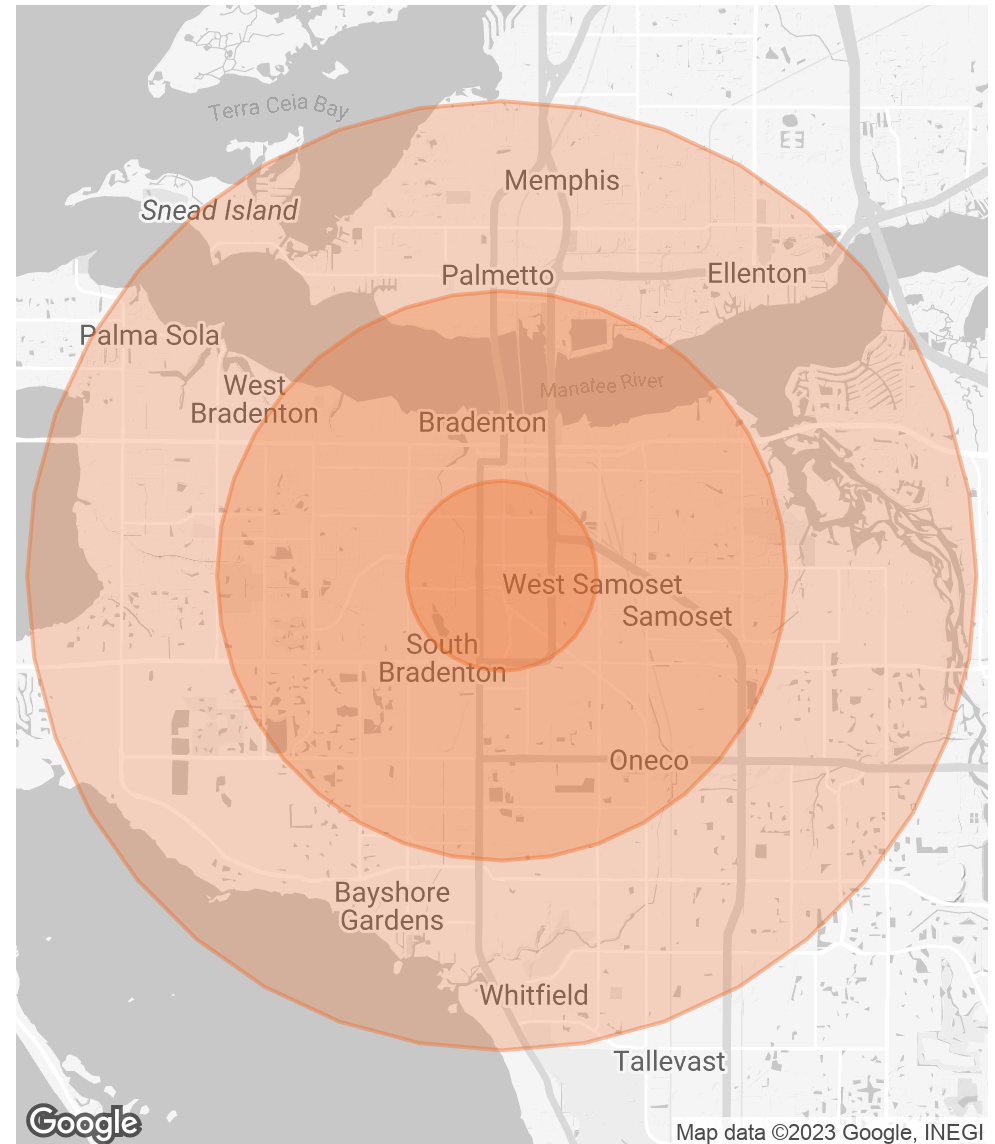 Terra Ceia Bay
Memphis
Snead Island
Palmetto
Ellenton
Palma Sola
West
Bradenton
Manatee River
Bradenton
West Samoset
Samoset
South
Bradenton
Oneco
Bayshore
Gardens
Whitfield
Tallevast
Google
Map data ©2023 Google, INEGI